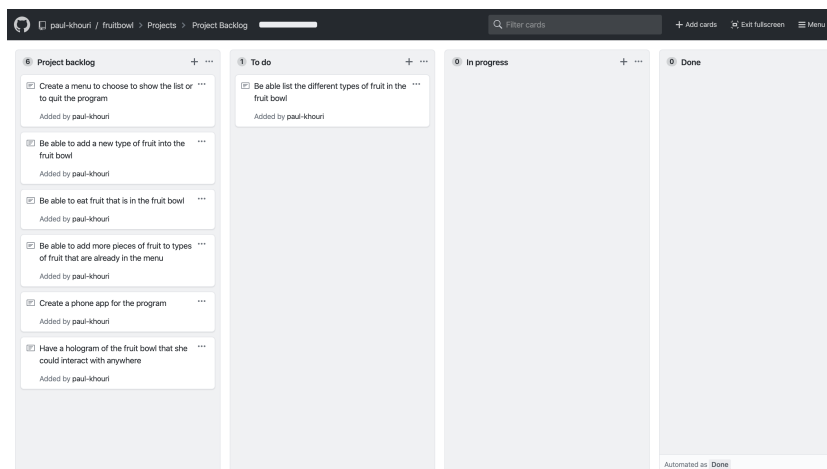 paul-khouri / fruitbowl > Projects > Project Backlog
Filter cards
+ Add cards
Exit fullscreen
Menu
6 Project backlog
Create a menu to choose to show the list or
to quit the program
Added by paul-khouri
Be able to add a new type of fruit into the
fruit bowl
Added by paul-khouri
Be able to eat fruit that is in the fruit bowl
Added by paul-khouri
Be able to add more pieces of fruit to types
of fruit that are already in the menu
Added by paul-khouri
Create a phone app for the program
Added by paul-khouri
Have a hologram of the fruit bowl that she
could interact with anywhere
Added by paul-khouri
1 To do
Be able list the different types of fruit in the
fruit bowl
Added by paul-khouri
0 In progress
0 Done
Automated as Done